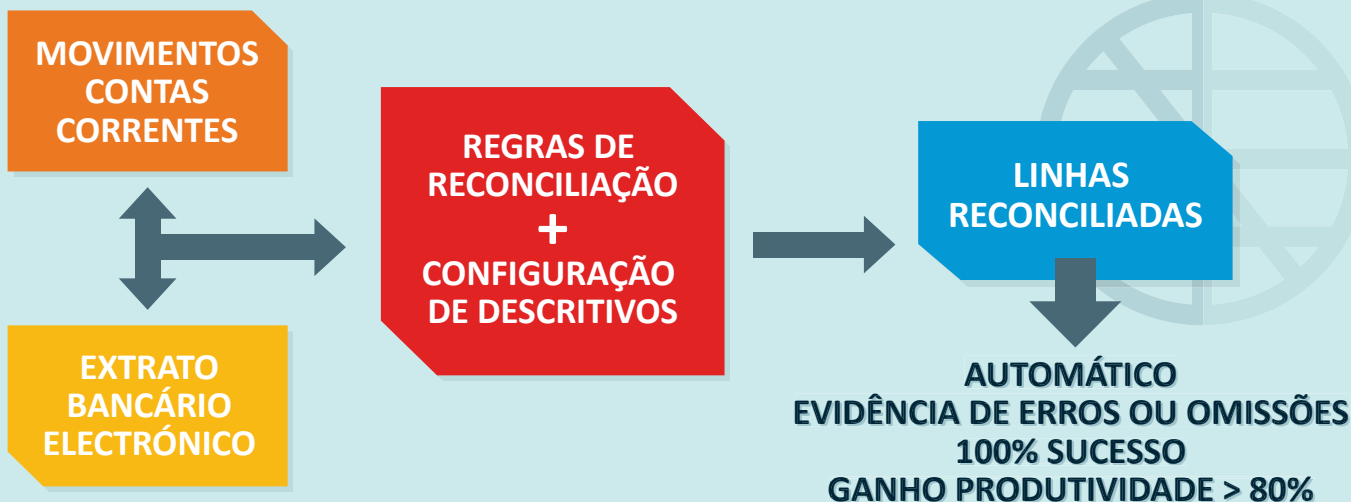 MOVIMENTOS
CONTAS
CORRENTES
EXTRATO
BANCÁRIO
ELECTRÓNICO
REGRAS DE
RECONCILIAÇÃO
+
CONFIGURAÇÃO
DE DESCRITIVOS
LINHAS
RECONCILIADAS
AUTOMÁTICO
EVIDÊNCIA DE ERROS OU OMISSÕES
100% SUCESSO
GANHO PRODUTIVIDADE > 80%